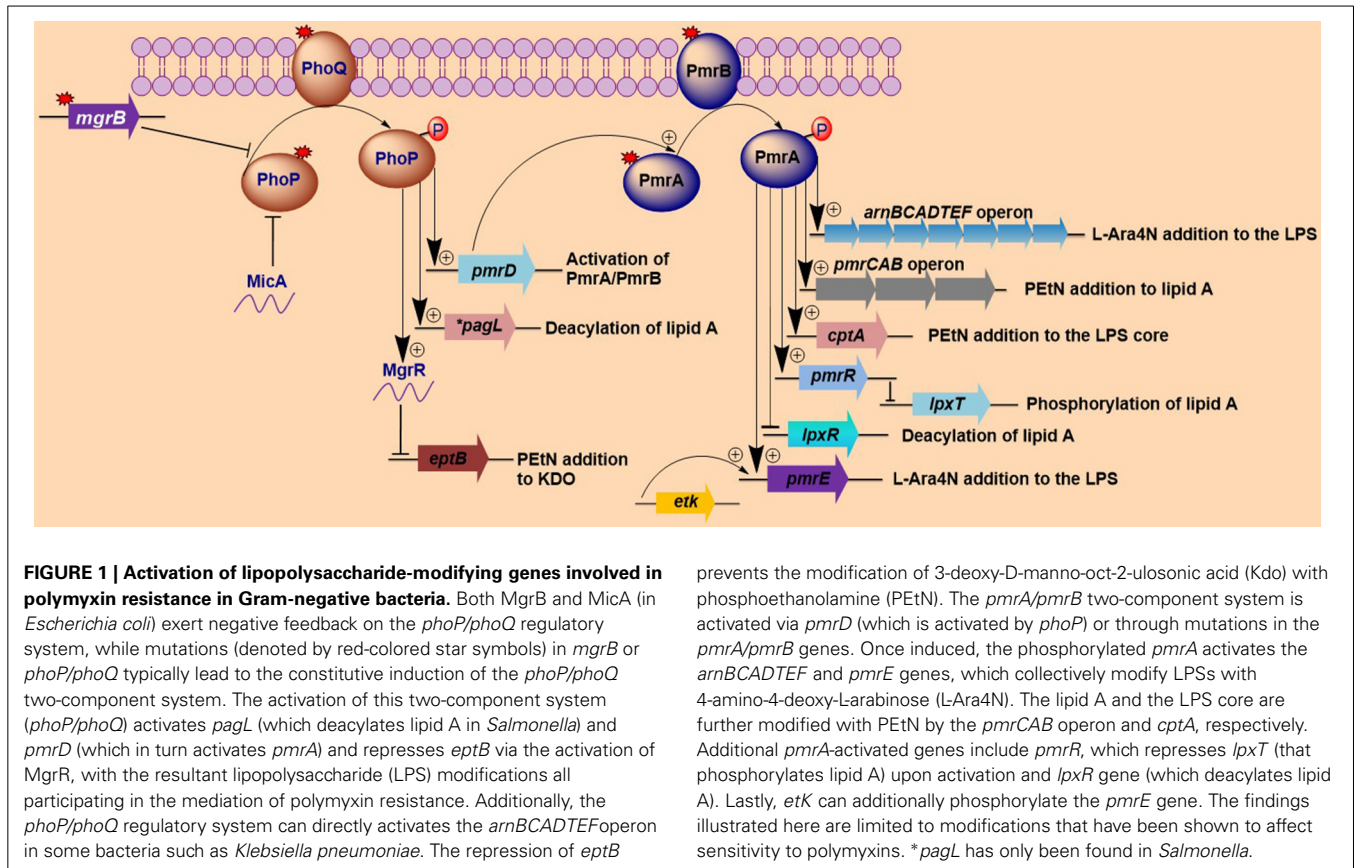 PhoQ
PmrB
mgrB
P
P
PhoP
PmrA
PhoP
PmrA
⊕
⊕
arnBCADTEF operon
L-Ara4N addition to the LPS
⊕
pmrD
Activation of
PmrA/PmrB
⊕
pmrCAB operon
PEtN addition to lipid A
MicA
⊕
*pagL
Deacylation of lipid A
⊕
cptA
PEtN addition to the LPS core
⊕
MgrR
⊕
pmrR
lpxT
Phosphorylation of lipid A
lpxR
Deacylation of lipid A
eptB
PEtN addition
to KDO
⊕
⊕
pmrE
L-Ara4N addition to the LPS
etk
FIGURE 1 | Activation of lipopolysaccharide-modifying genes involved in
polymyxin resistance in Gram-negative bacteria. Both MgrB and MicA (in
Escherichia coli) exert negative feedback on the phoP/phoQ regulatory
system, while mutations (denoted by red-colored star symbols) in mgrB or
phoP/phoQ typically lead to the constitutive induction of the phoP/phoQ
two-component system. The activation of this two-component system
(phoP/phoQ) activates pagL (which deacylates lipid A in Salmonella) and
pmrD (which in turn activates pmrA) and represses eptB via the activation of
MgrR, with the resultant lipopolysaccharide (LPS) modifications all
participating in the mediation of polymyxin resistance. Additionally, the
phoP/phoQ regulatory system can directly activates the arnBCADTEFoperon
in some bacteria such as Klebsiella pneumoniae. The repression of eptB
prevents the modification of 3-deoxy-D-manno-oct-2-ulosonic acid (Kdo) with
phosphoethanolamine (PEtN). The pmrA/pmrB two-component system is
activated via pmrD (which is activated by phoP) or through mutations in the
pmrA/pmrB genes. Once induced, the phosphorylated pmrA activates the
arnBCADTEF and pmrE genes, which collectively modify LPSs with
4-amino-4-deoxy-L-arabinose (L-Ara4N). The lipid A and the LPS core are
further modified with PEtN by the pmrCAB operon and cptA, respectively.
Additional pmrA-activated genes include pmrR, which represses lpxT (that
phosphorylates lipid A) upon activation and lpxR gene (which deacylates lipid
A). Lastly, etK can additionally phosphorylate the pmrE gene. The findings
illustrated here are limited to modifications that have been shown to affect
sensitivity to polymyxins. *pagL has only been found in Salmonella.